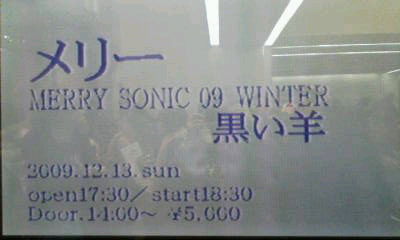 メリー
MERRY SONIC 09 WINTER
黒い羊
2009.12.13.sun
open17:30／start18:30
Door.14:00〜 ¥5,000